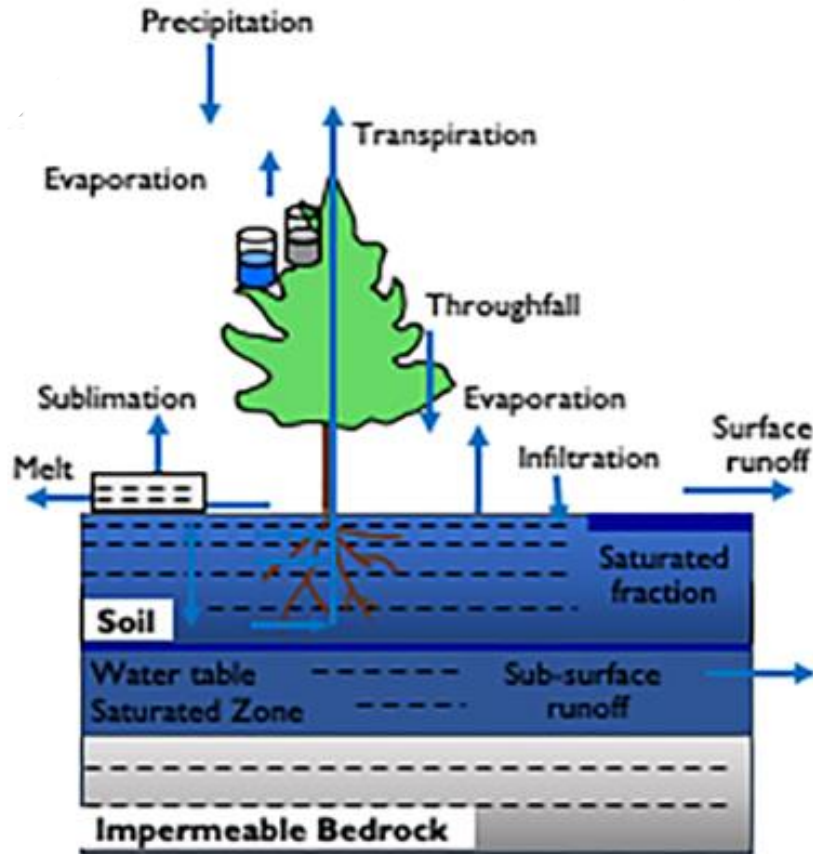 Precipitation
Transpiration
Evaporation
Throughfall
Sublimation
Evaporation
Surface
runoff
Melt
Infiltration
Saturated
fraction
Soil
Water table
Sub-surface
runoff
Saturated Zone
Impermeable Bedrock